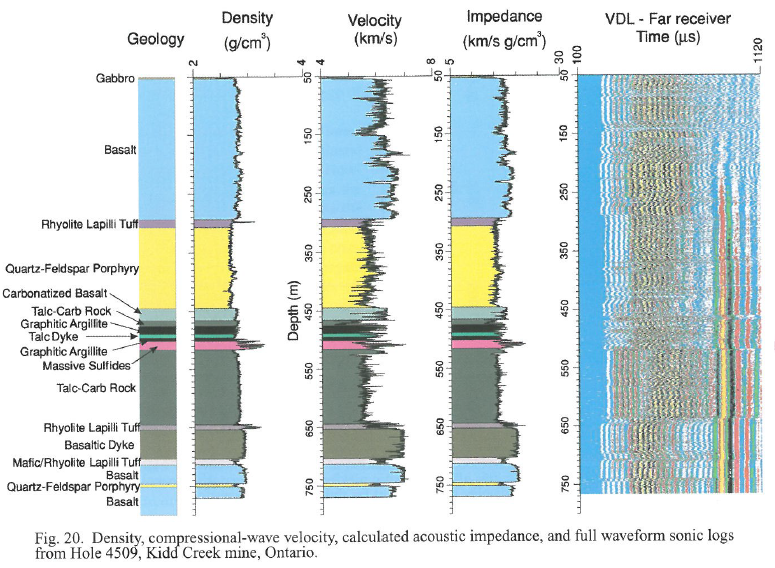 Geology
Density
(g/cm³)
Velocity
(km/s)
Impedance
(km/s g/cm³)
VDL - Far receiver
Time (µs)
2
4
4
8
5
30
100
1120
50
150
250
350
450
550
650
750
50
150
250
350
450
550
650
750
50
150
250
350
450
550
650
750
Depth (m)
Gabbro
Basalt
Rhyolite Lapilli Tuff
Quartz-Feldspar Porphyry
Carbonatized Basalt
Talc-Carb Rock
Graphitic Argillite
Talc Dyke
Graphitic Argillite
Massive Sulfides
Talc-Carb Rock
Rhyolite Lapilli Tuff
Basaltic Dyke
Mafic/Rhyolite Lapilli Tuff
Basalt
Quartz-Feldspar Porphyry
Basalt
Fig. 20. Density, compressional-wave velocity, calculated acoustic impedance, and full waveform sonic logs
from Hole 4509, Kidd Creek mine, Ontario.